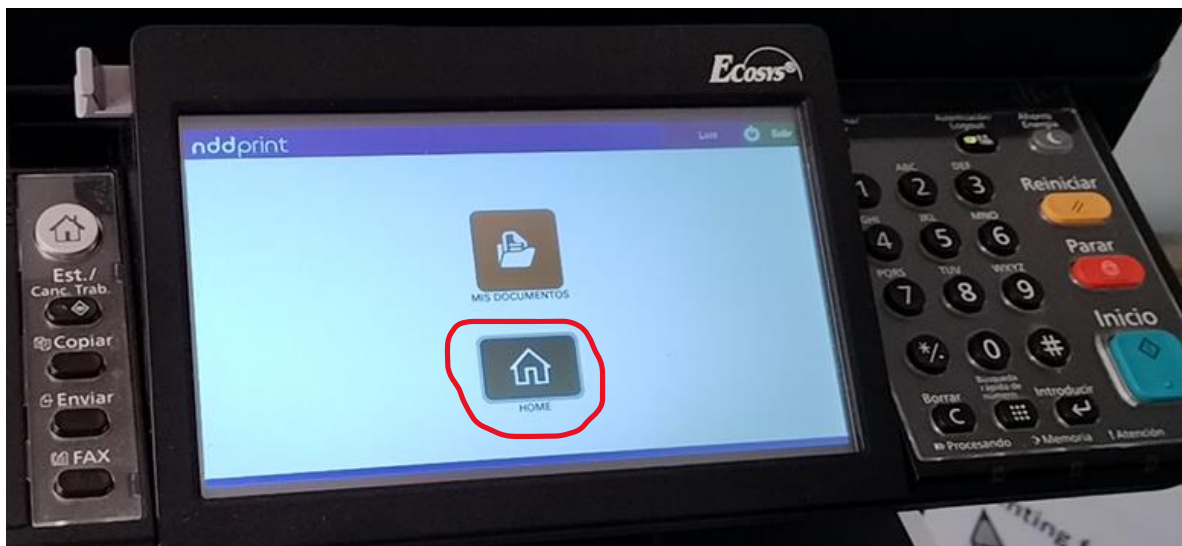 Ecosys®
nddprint
Luis
Salir
MIS DOCUMENTOS
HOME
Est./
Canc. Trab.
Copiar
Enviar
FAX
Autenticación/
Logout
Ahorro
Energía
ABC
DEF
1
2
3
Reiniciar
GHI
JKL
MNO
4
5
6
Parar
PQRS
TUV
WXYZ
7
8
9
Inicio
*/.
0
#
Borrar
Búsqueda
rápida de
número
Introducir
C
Procesando
Memoria
Atención
nting f